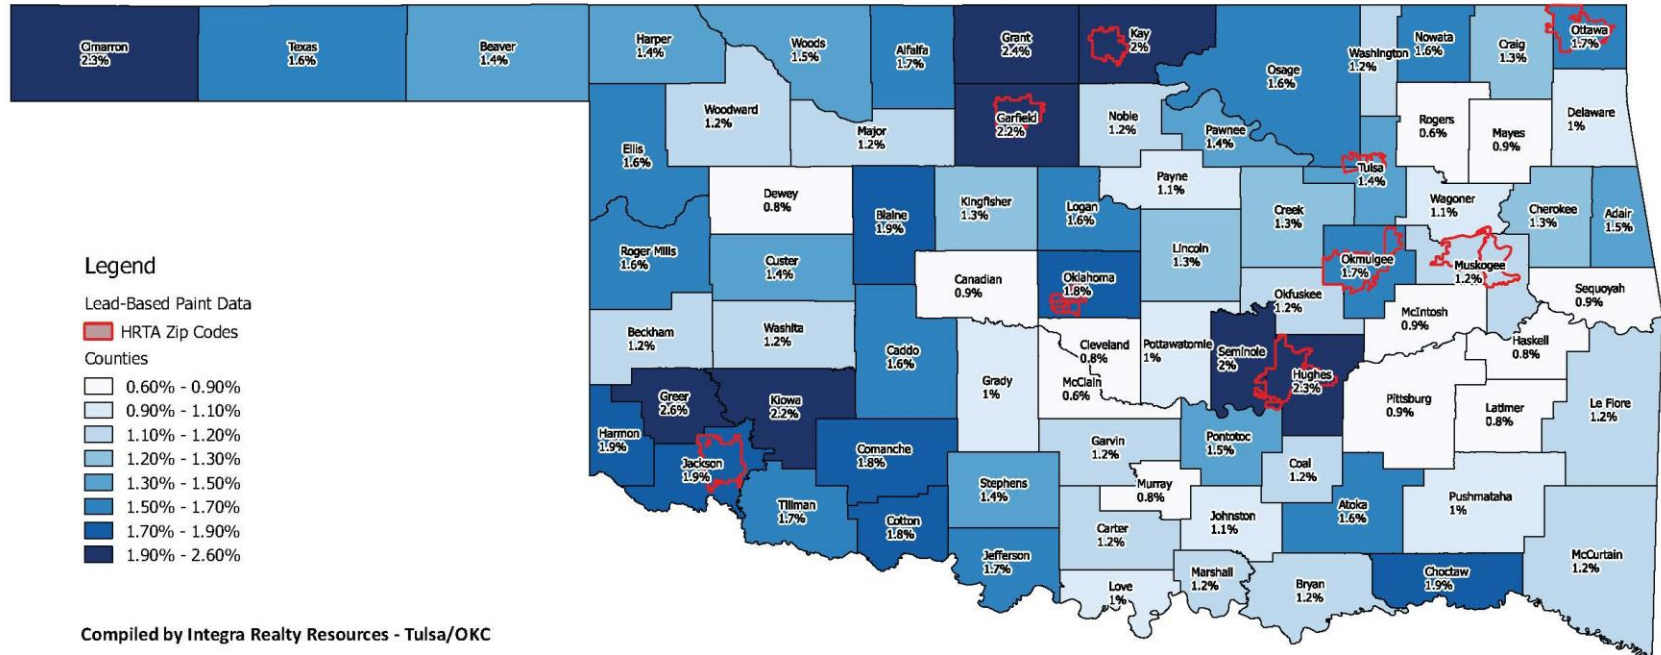 Cimarron
2.3%
Texas
1.6%
Beaver
1.4%
Harper
1.4%
Woods
1.5%
Alfalfa
1.7%
Grant
2.4%
Kay
2%
Osage
1.6%
Washington
1.2%
Nowata
1.6%
Craig
1.3%
Ottawa
1.7%
Woodward
1.2%
Major
1.2%
Garfield
2.2%
Noble
1.2%
Pawnee
1.4%
Rogers
0.6%
Mayes
0.9%
Delaware
1%
Ellis
1.6%
Dewey
0.8%
Blaine
1.9%
Kingfisher
1.3%
Logan
1.6%
Payne
1.1%
Creek
1.3%
Tulsa
1.4%
Wagoner
1.1%
Cherokee
1.3%
Adair
1.5%
Roger Mills
1.6%
Custer
1.4%
Canadian
0.9%
Oklahoma
1.8%
Lincoln
1.3%
Okfuskee
1.2%
Okmulgee
1.7%
Muskogee
1.2%
Sequoyah
0.9%
Beckham
1.2%
Washita
1.2%
Caddo
1.6%
Grady
1%
Cleveland
0.8%
McClain
0.6%
Pottawatomie
1%
Seminole
2%
Hughes
2.3%
McIntosh
0.9%
Haskell
0.8%
Pittsburg
0.9%
Latimer
0.8%
Le Flore
1.2%
Greer
2.6%
Kiowa
2.2%
Harmon
1.9%
Jackson
1.9%
Comanche
1.8%
Stephens
1.4%
Garvin
1.2%
Murray
0.8%
Pontotoc
1.5%
Coal
1.2%
Tillman
1.7%
Cotton
1.8%
Jefferson
1.7%
Carter
1.2%
Johnston
1.1%
Atoka
1.6%
Pushmataha
1%
McCurtain
1.2%
Love
1%
Marshall
1.2%
Bryan
1.2%
Choctaw
1.9%
Legend
Lead-Based Paint Data
HRTA Zip Codes
Counties
0.60% - 0.90%
0.90% - 1.10%
1.10% - 1.20%
1.20% - 1.30%
1.30% - 1.50%
1.50% - 1.70%
1.70% - 1.90%
1.90% - 2.60%
Compiled by Integra Realty Resources - Tulsa/OKC